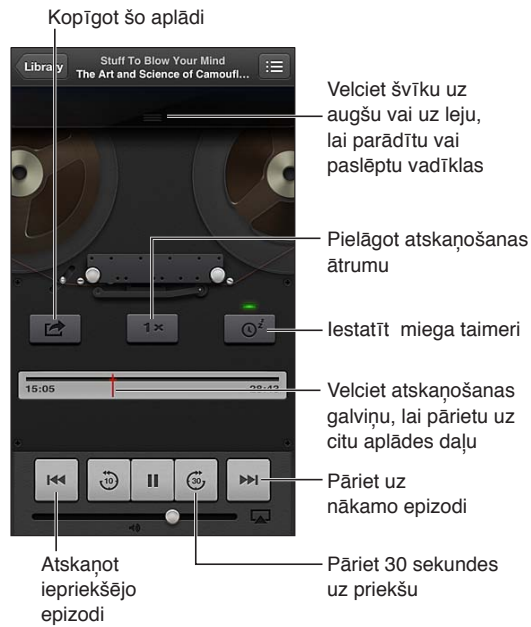 Kopīgot šo aplādi
Library
Stuff To Blow Your Mind
The Art and Science of Camoufl...
Velciet švīku uz
augšu vai uz leju,
lai parādītu vai
paslēptu vadīklas
Pielāgot atskaņošanas
ātrumu
1×
z
Iestatīt miega taimeri
15:05
28:43
Velciet atskaņošanas
galviņu, lai pārietu uz
citu aplādes daļu
10
30
Pāriet uz
nākamo epizodi
Atskaņot
iepriekšējo
epizodi
Pāriet 30 sekundes
uz priekšu